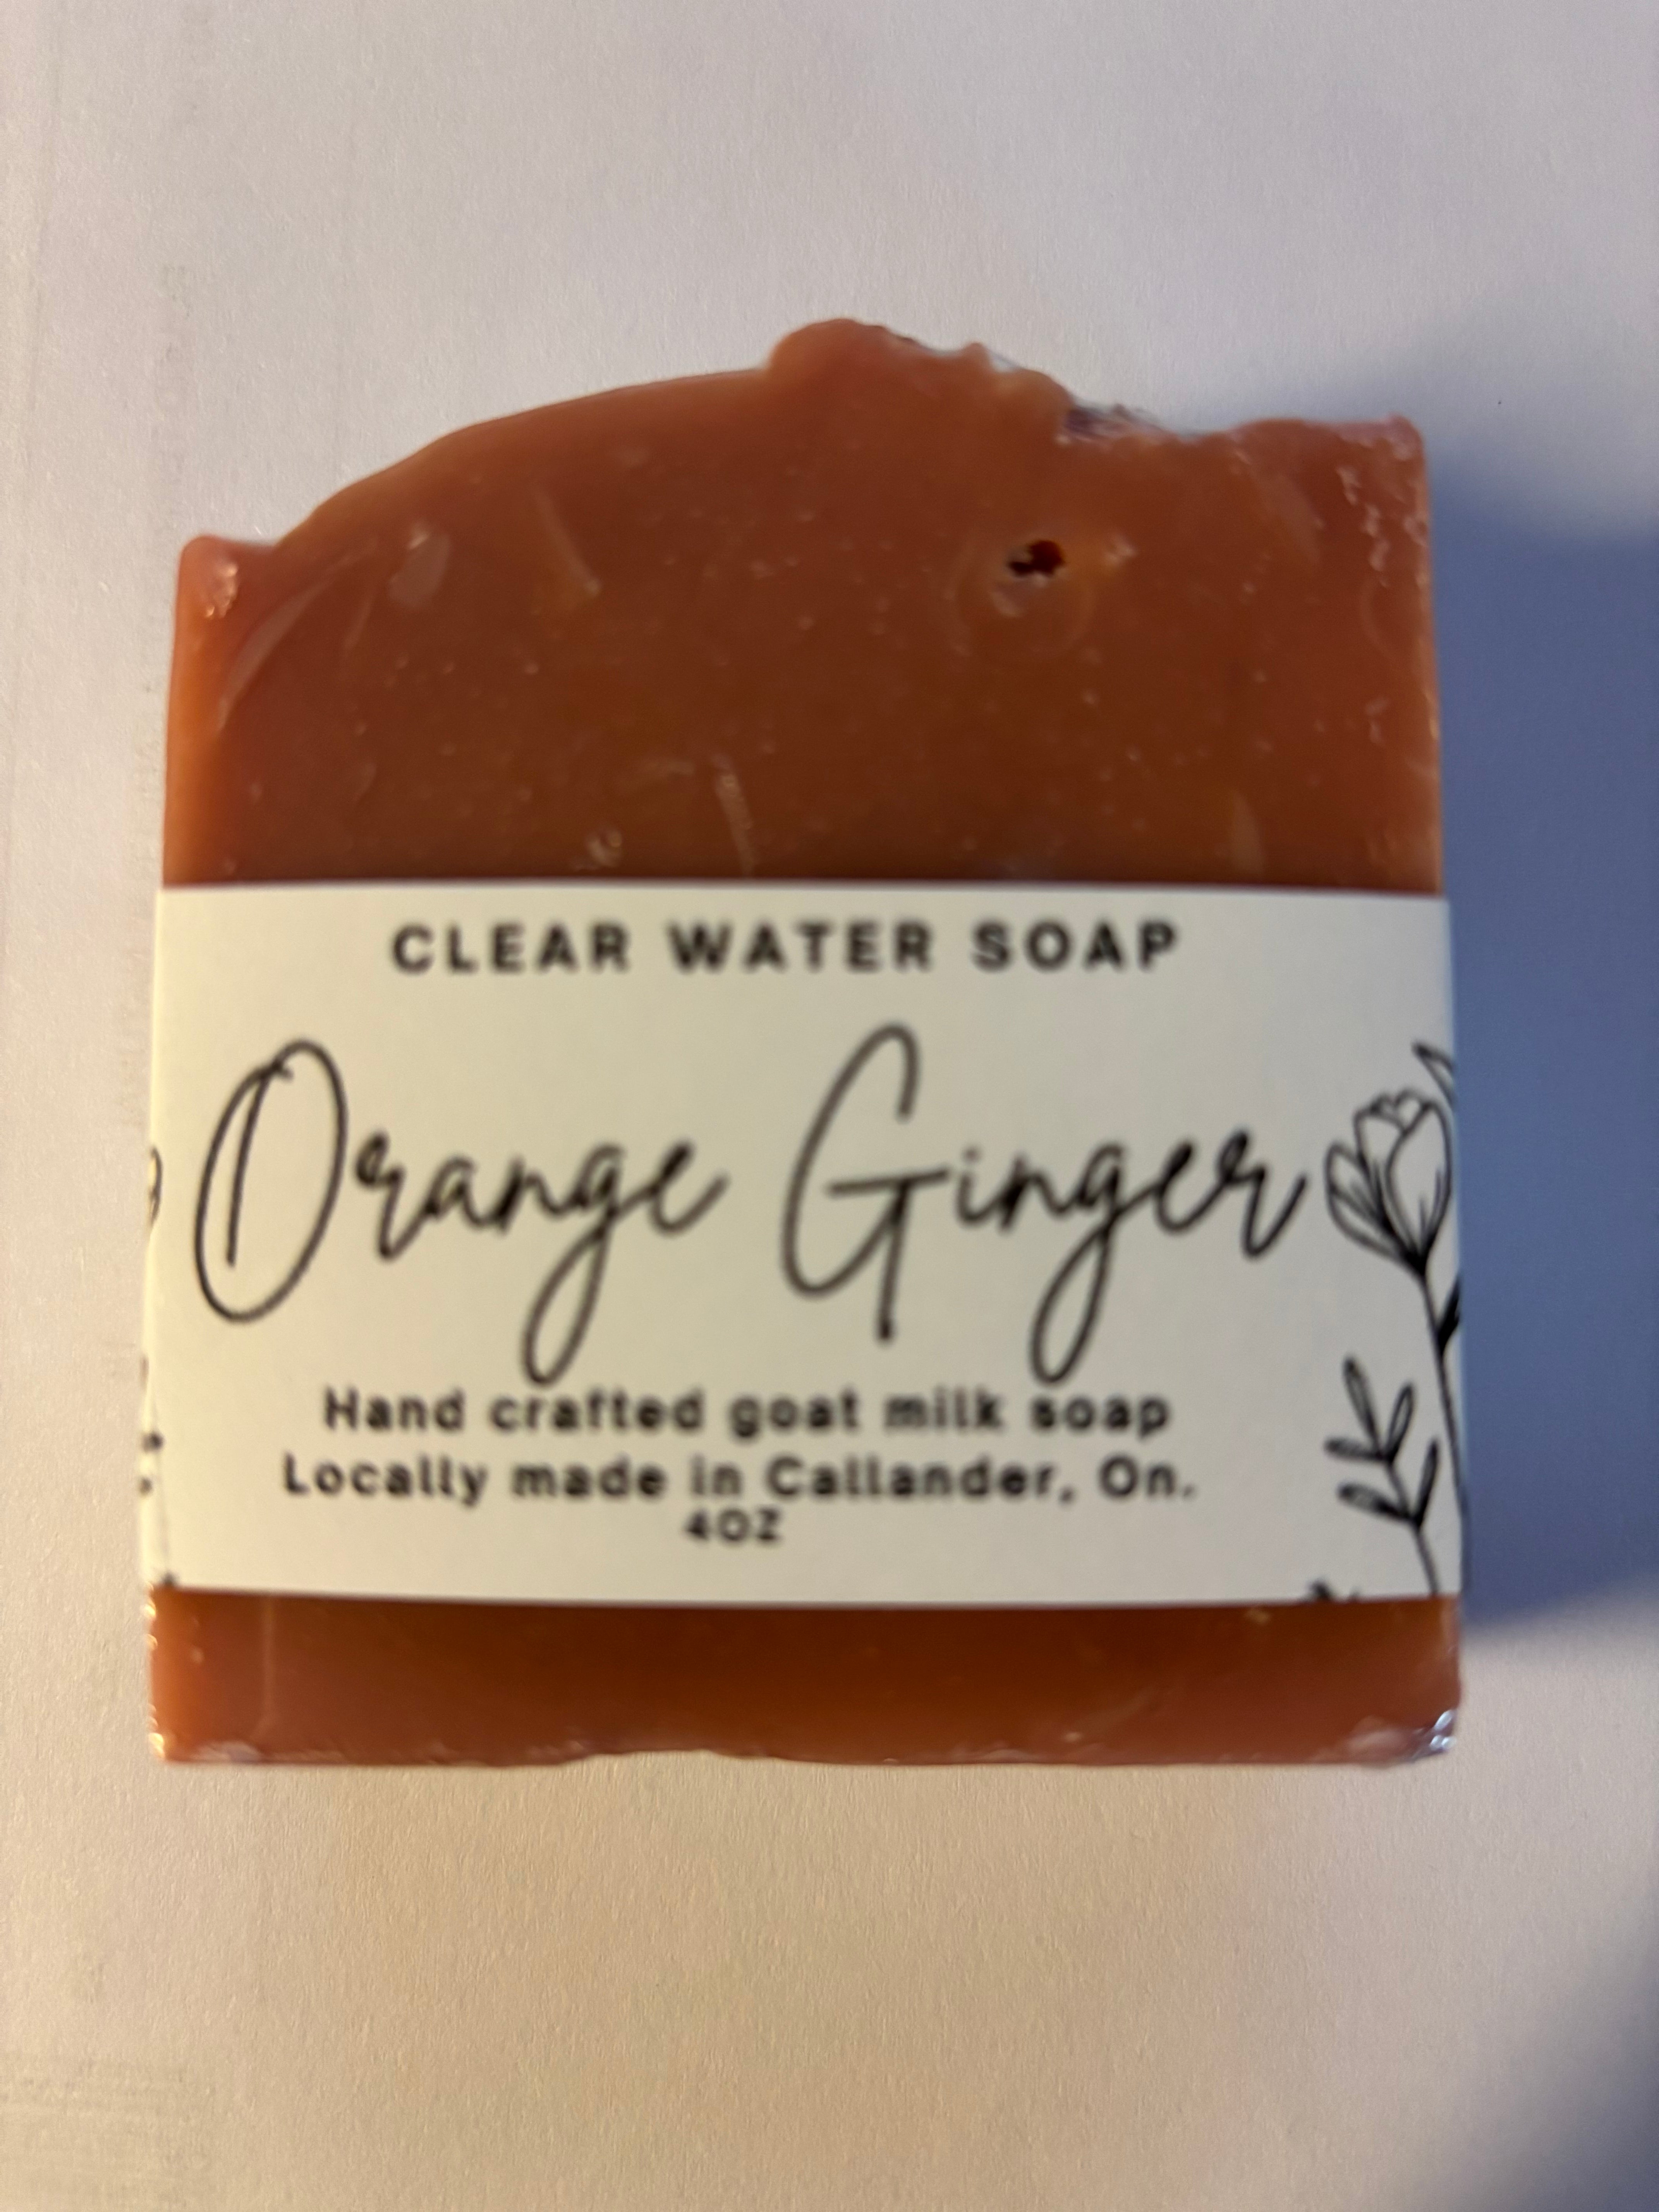 CLEAR WATER SOAP
Orange Ginger
Hand crafted goat milk soap
Locally made in Callander, On.
4OZ